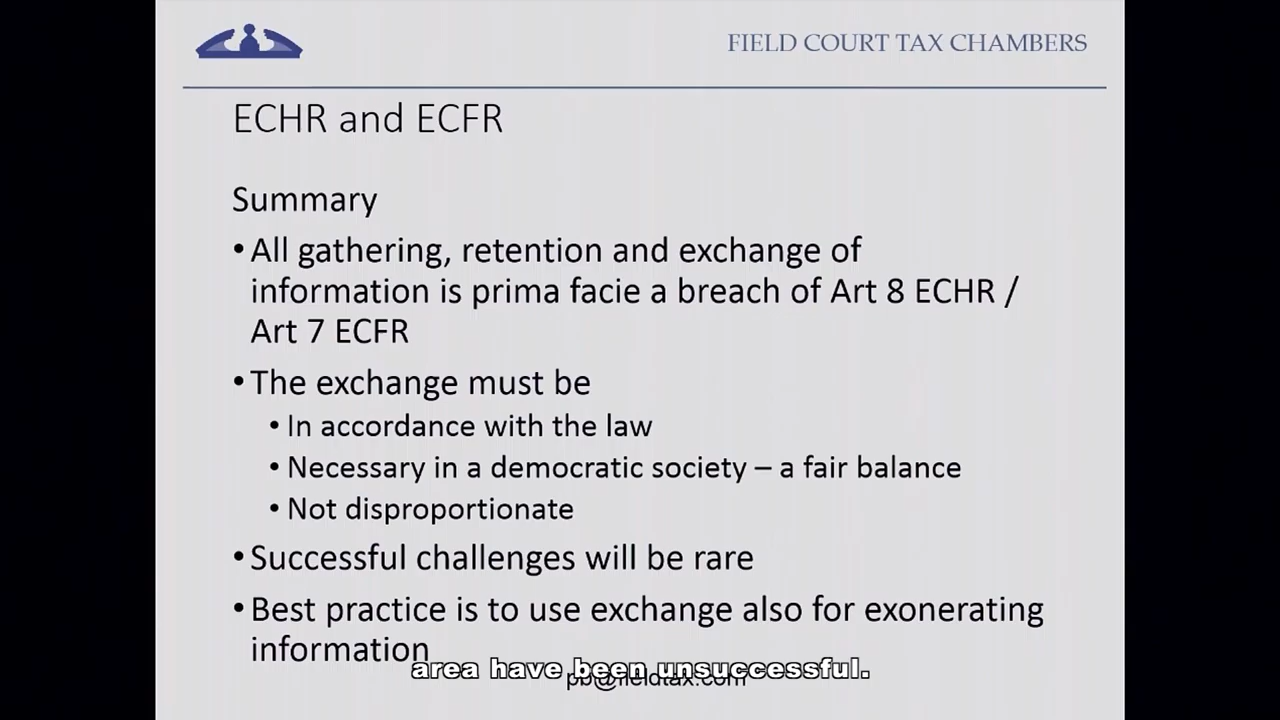 FIELD COURT TAX CHAMBERS
ECHR and ECFR
Summary
•All gathering, retention and exchange of
information is prima facie a breach of Art 8 ECHR /
Art 7 ECFR
•The exchange must be
•In accordance with the law
•Necessary in a democratic society – a fair balance
•Not disproportionate
•Successful challenges will be rare
•Best practice is to use exchange also for exonerating
information
area have been unsuccessful.
pb@fieldtax.com